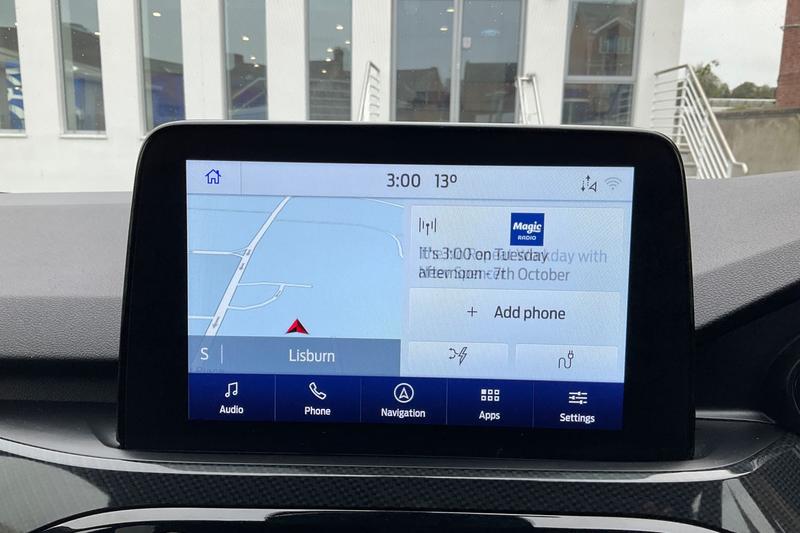 3:00 13°
Magic
RADIO
It's 3:00 on Tuesday
afternoon - 7th October
+ Add phone
S | Lisburn
Audio Phone Navigation Apps Settings